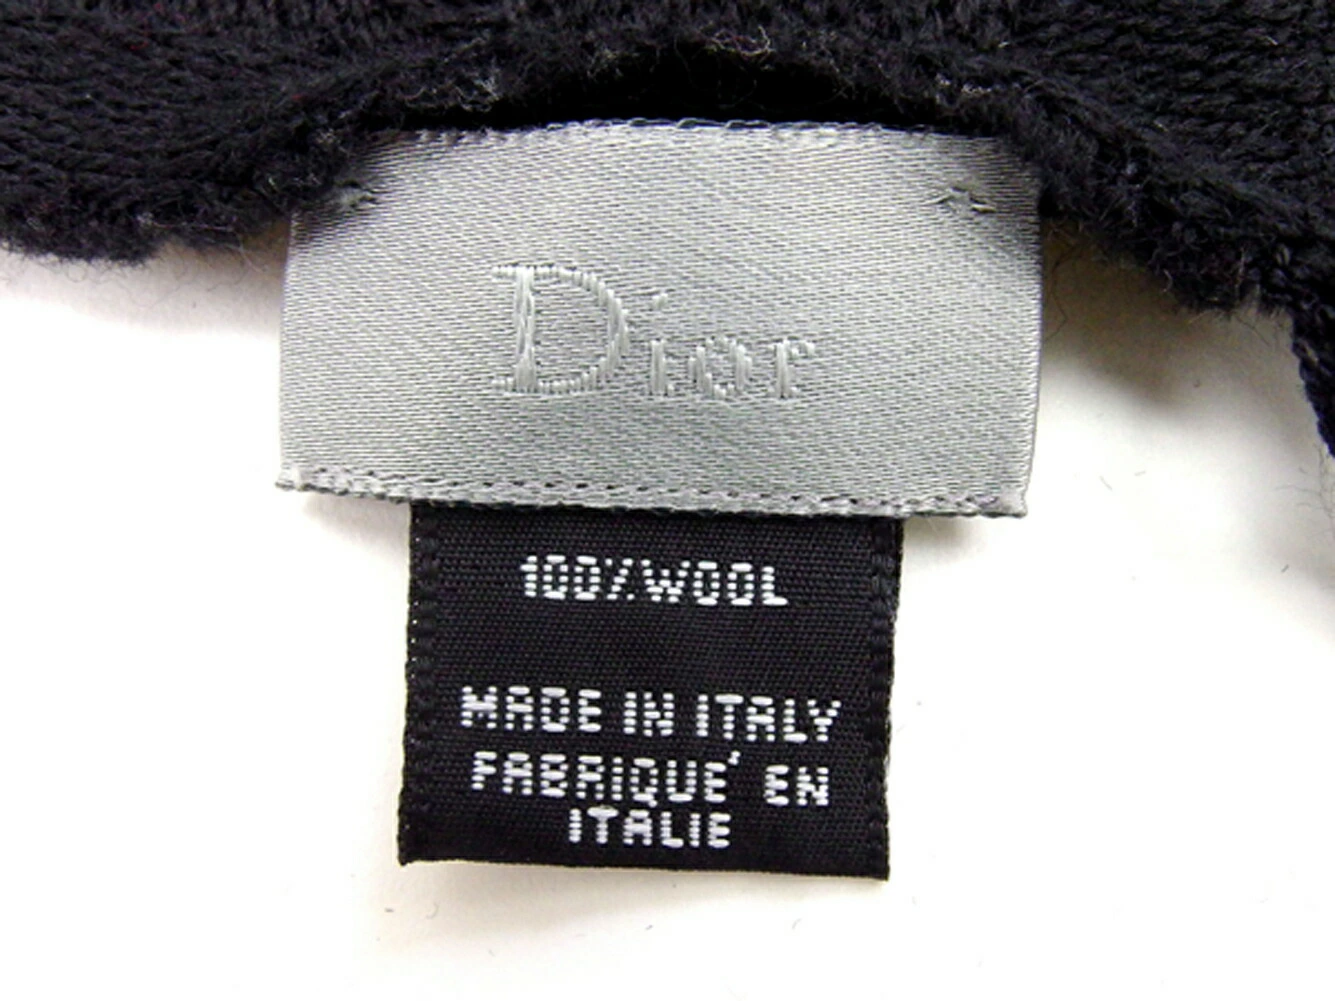 Dior
100%WOOL
MADE IN ITALY
FABRIQUE' EN
ITALIE